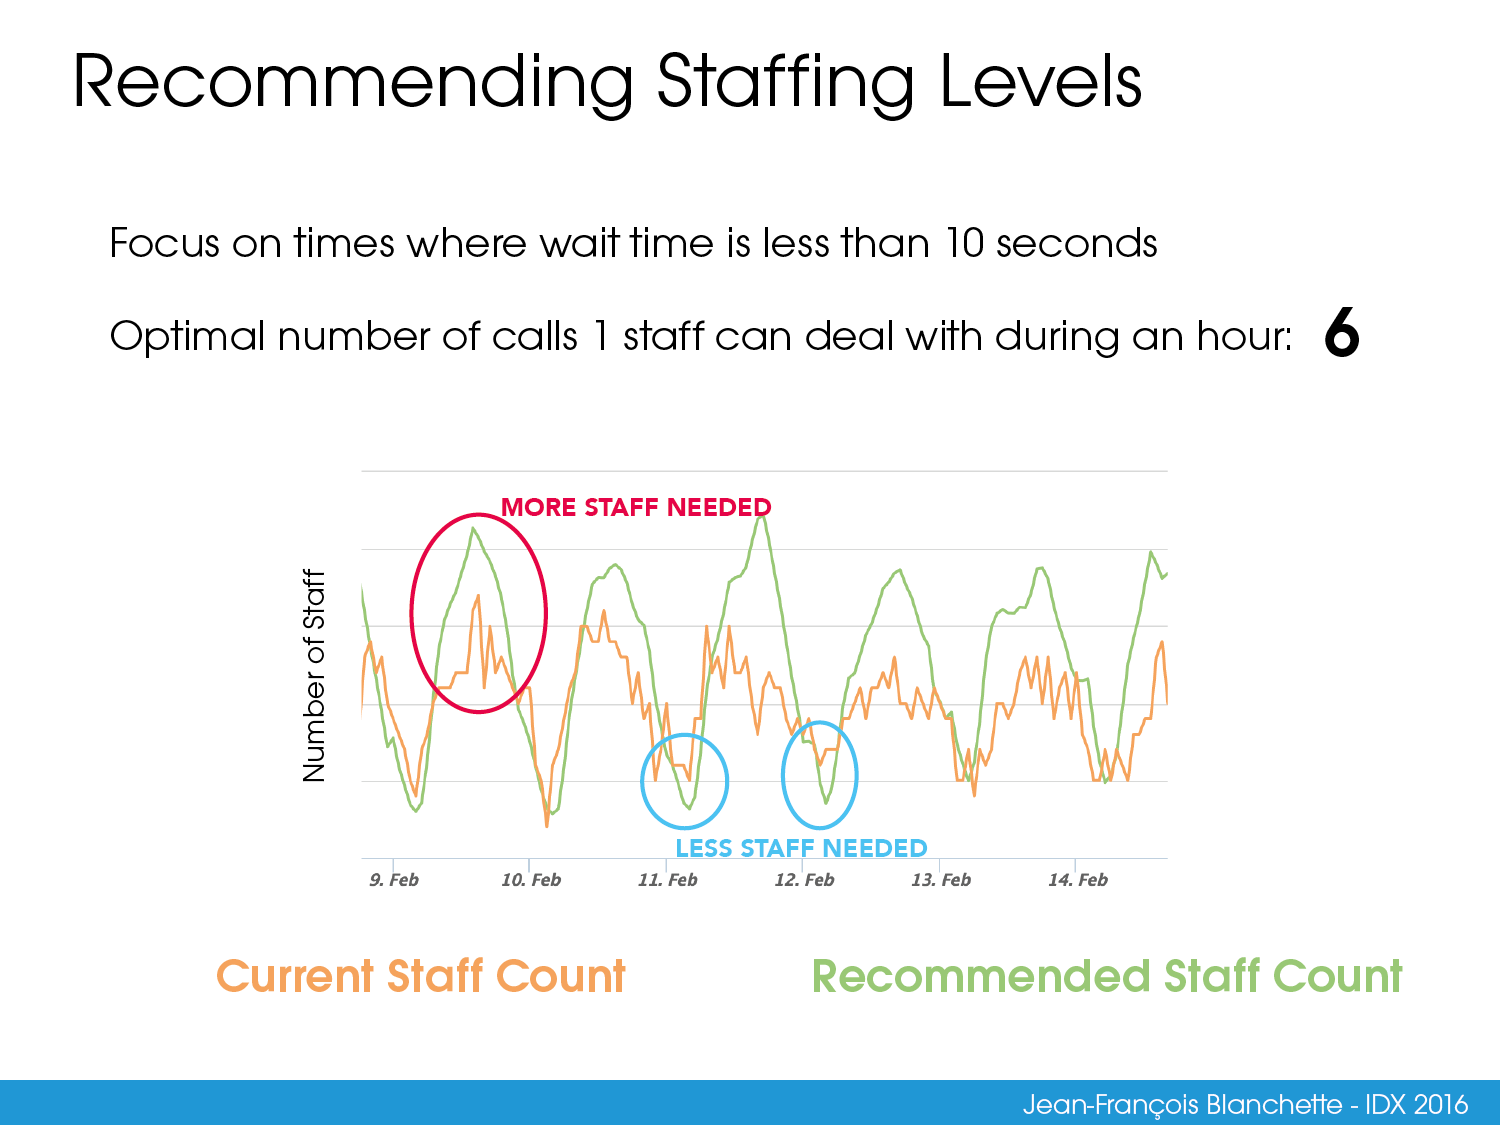 Recommending Staffing Levels
Focus on times where wait time is less than 10 seconds
Optimal number of calls 1 staff can deal with during an hour: 6
MORE STAFF NEEDED
Number of Staff
LESS STAFF NEEDED
9. Feb 10. Feb 11. Feb 12. Feb 13. Feb 14. Feb
Current Staff Count Recommended Staff Count
Jean-François Blanchette - IDX 2016